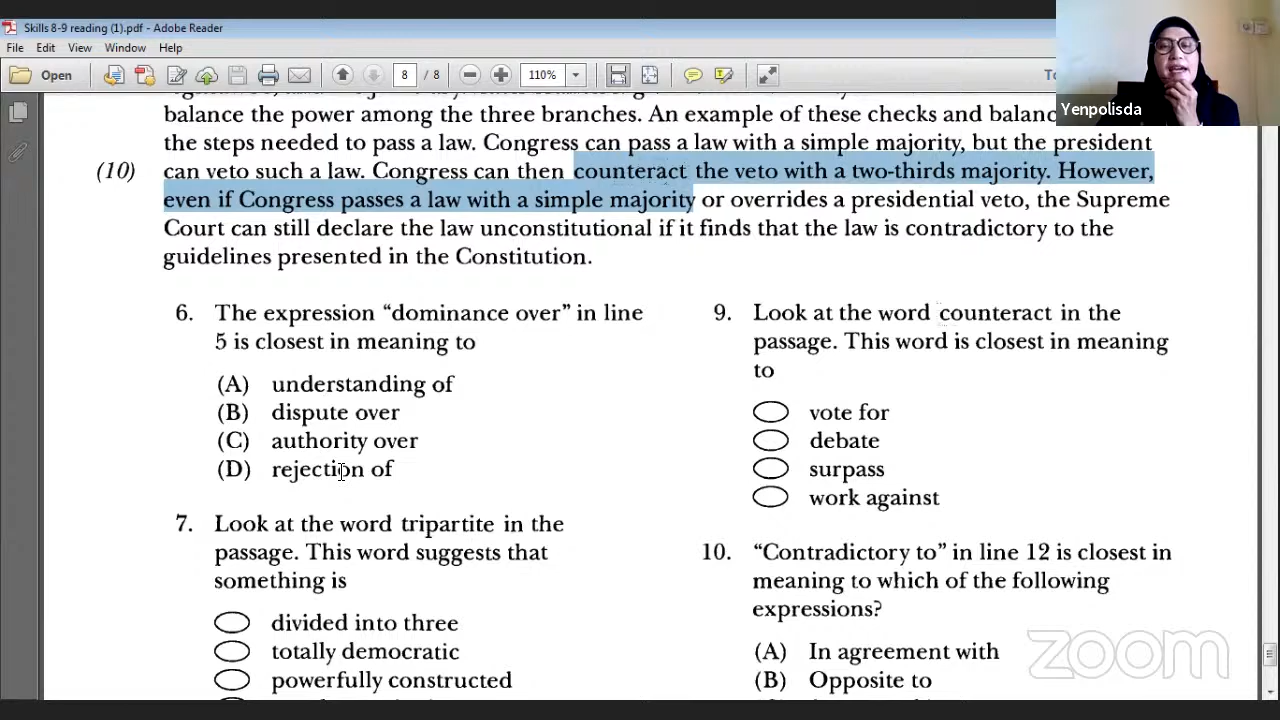 Skills 8-9 reading (1).pdf - Adobe Reader
File Edit View Window Help
Open 8 / 8 110% To
Yenpolisda
balance the power among the three branches. An example of these checks and balanc
the steps needed to pass a law. Congress can pass a law with a simple majority, but the president
(10) can veto such a law. Congress can then counteract the veto with a two-thirds majority. However,
even if Congress passes a law with a simple majority or overrides a presidential veto, the Supreme
Court can still declare the law unconstitutional if it finds that the law is contradictory to the
guidelines presented in the Constitution.
6. The expression “dominance over” in line
5 is closest in meaning to
(A) understanding of
(B) dispute over
(C) authority over
(D) rejection of
7. Look at the word tripartite in the
passage. This word suggests that
something is
divided into three
totally democratic
powerfully constructed
9. Look at the word counteract in the
passage. This word is closest in meaning
to
vote for
debate
surpass
work against
10. “Contradictory to” in line 12 is closest in
meaning to which of the following
expressions?
(A) In agreement with
(B) Opposite to
zoom